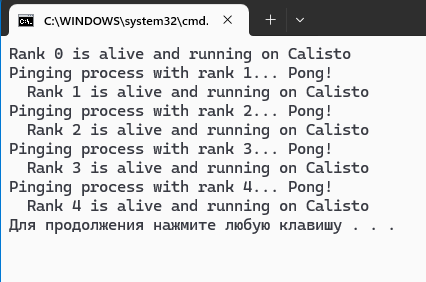 C:\WINDOWS\system32\cmd.
Rank 0 is alive and running on Calisto
Pinging process with rank 1... Pong!
  Rank 1 is alive and running on Calisto
Pinging process with rank 2... Pong!
  Rank 2 is alive and running on Calisto
Pinging process with rank 3... Pong!
  Rank 3 is alive and running on Calisto
Pinging process with rank 4... Pong!
  Rank 4 is alive and running on Calisto
Для продолжения нажмите любую клавишу . . .